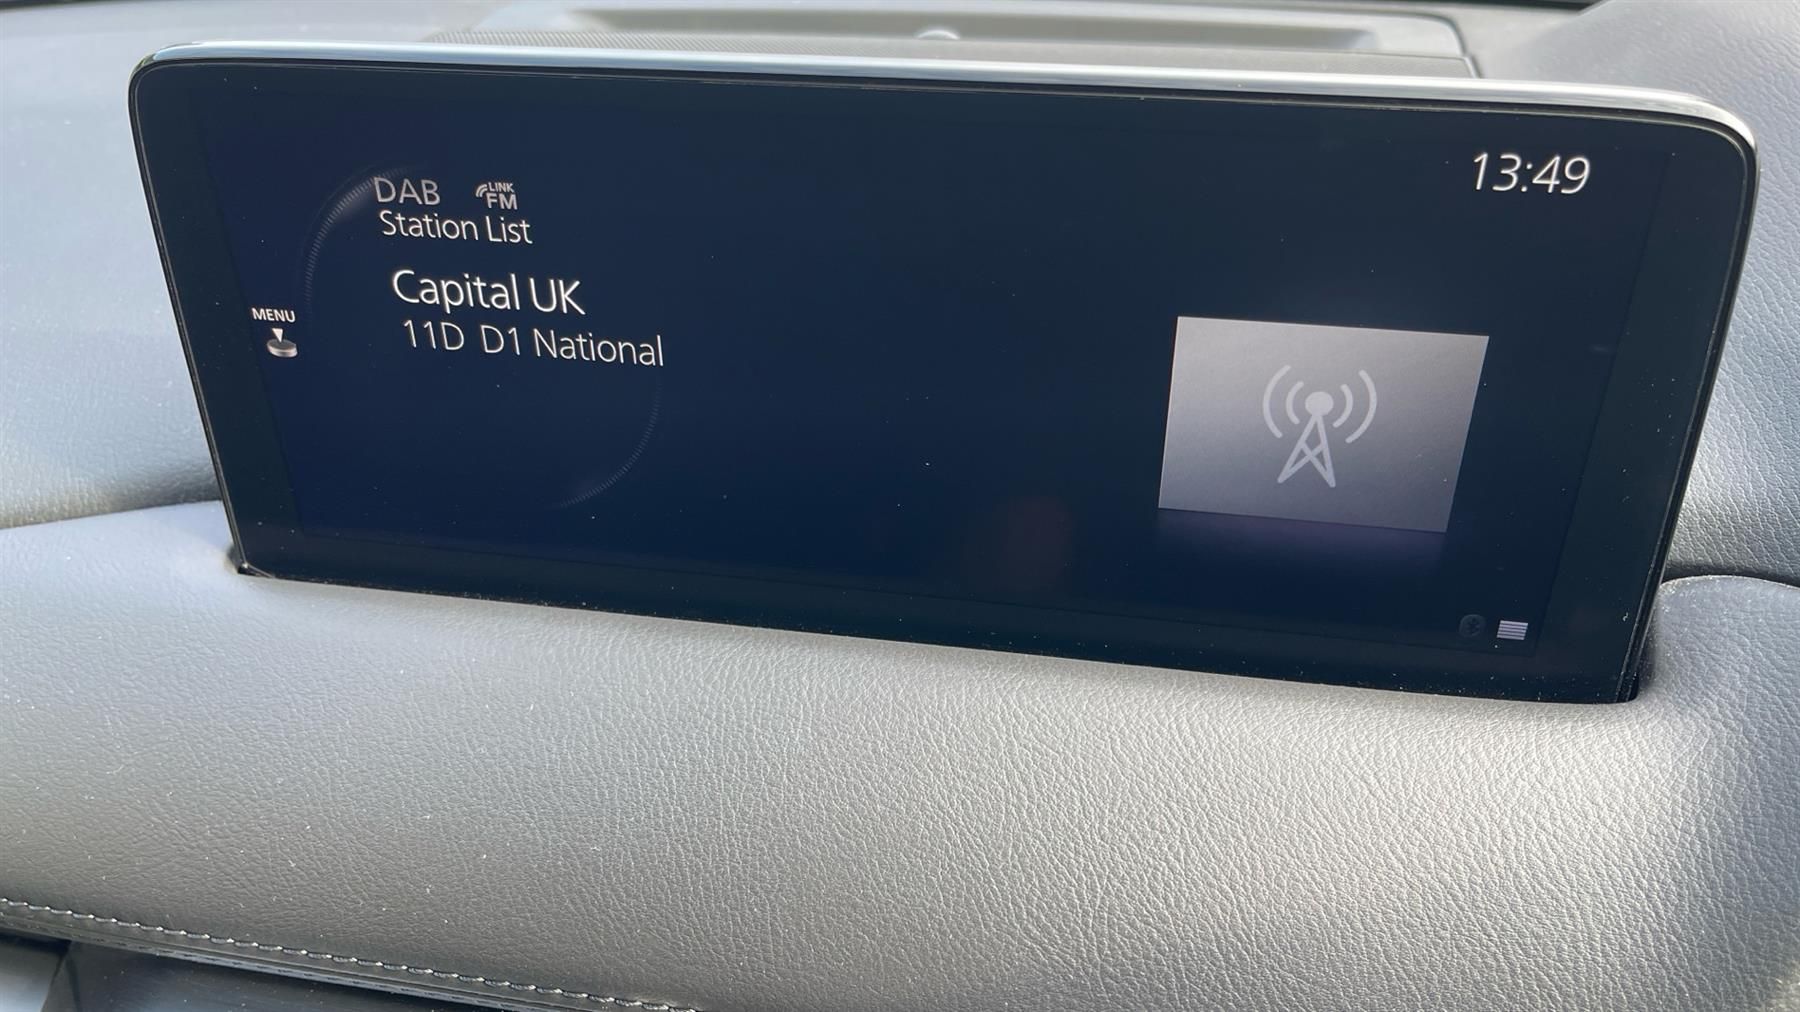 13:49
DAB LINK FM
Station List
Capital UK
MENU
11D D1 National